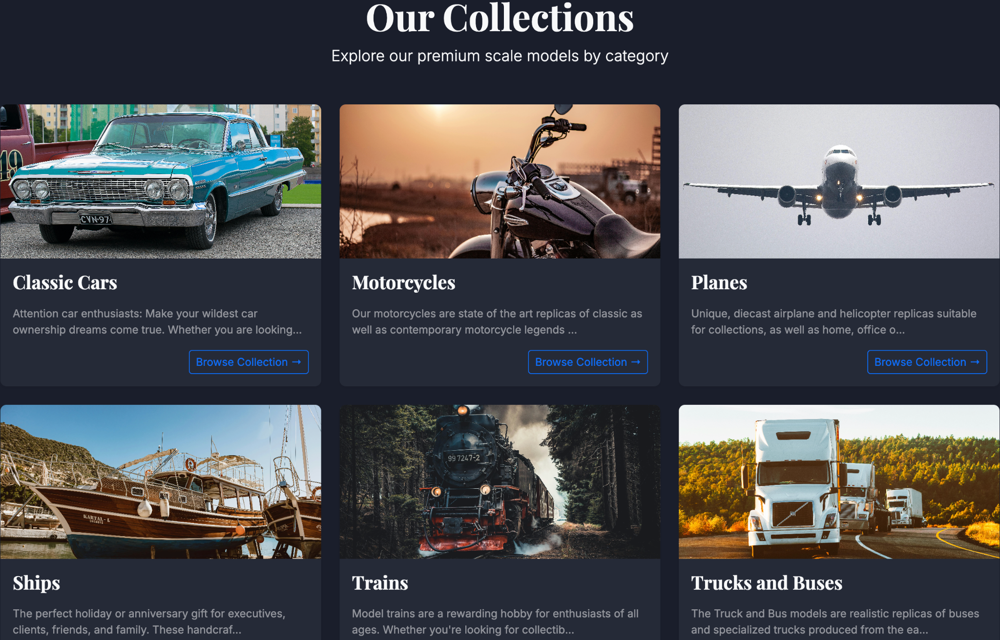 Our Collections
Explore our premium scale models by category
CVN-97
Classic Cars
Attention car enthusiasts: Make your wildest car
ownership dreams come true. Whether you are looking...
Browse Collection →
Motorcycles
Our motorcycles are state of the art replicas of classic as
well as contemporary motorcycle legends ...
Browse Collection →
Planes
Unique, diecast airplane and helicopter replicas suitable
for collections, as well as home, office o...
Browse Collection →
KARTAL-L
Ships
The perfect holiday or anniversary gift for executives,
clients, friends, and family. These handcraf...
99 7247-2
Trains
Model trains are a rewarding hobby for enthusiasts of all
ages. Whether you're looking for collectib...
Trucks and Buses
The Truck and Bus models are realistic replicas of buses
and specialized trucks produced from the ea...